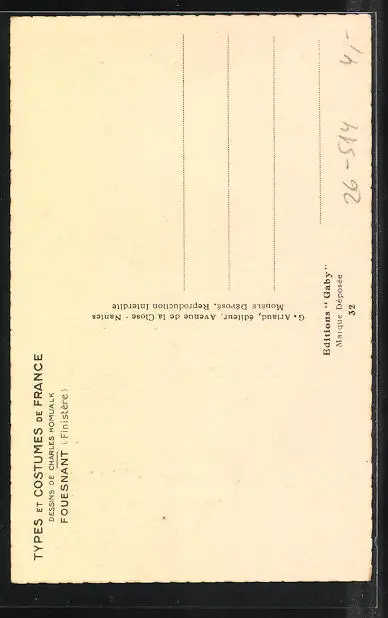 TYPES ET COSTUMES DE FRANCE
DESSINS DE CHARLES HOMUALK
FOUESNANT (Finistère)
G. Artaud, éditeur, Avenue de la Close - Nantes
MODÈLE DÉPOSÉ. Reproduction Interdite
Editions "Gaby"
Marque Déposée
32
26-514 4,-